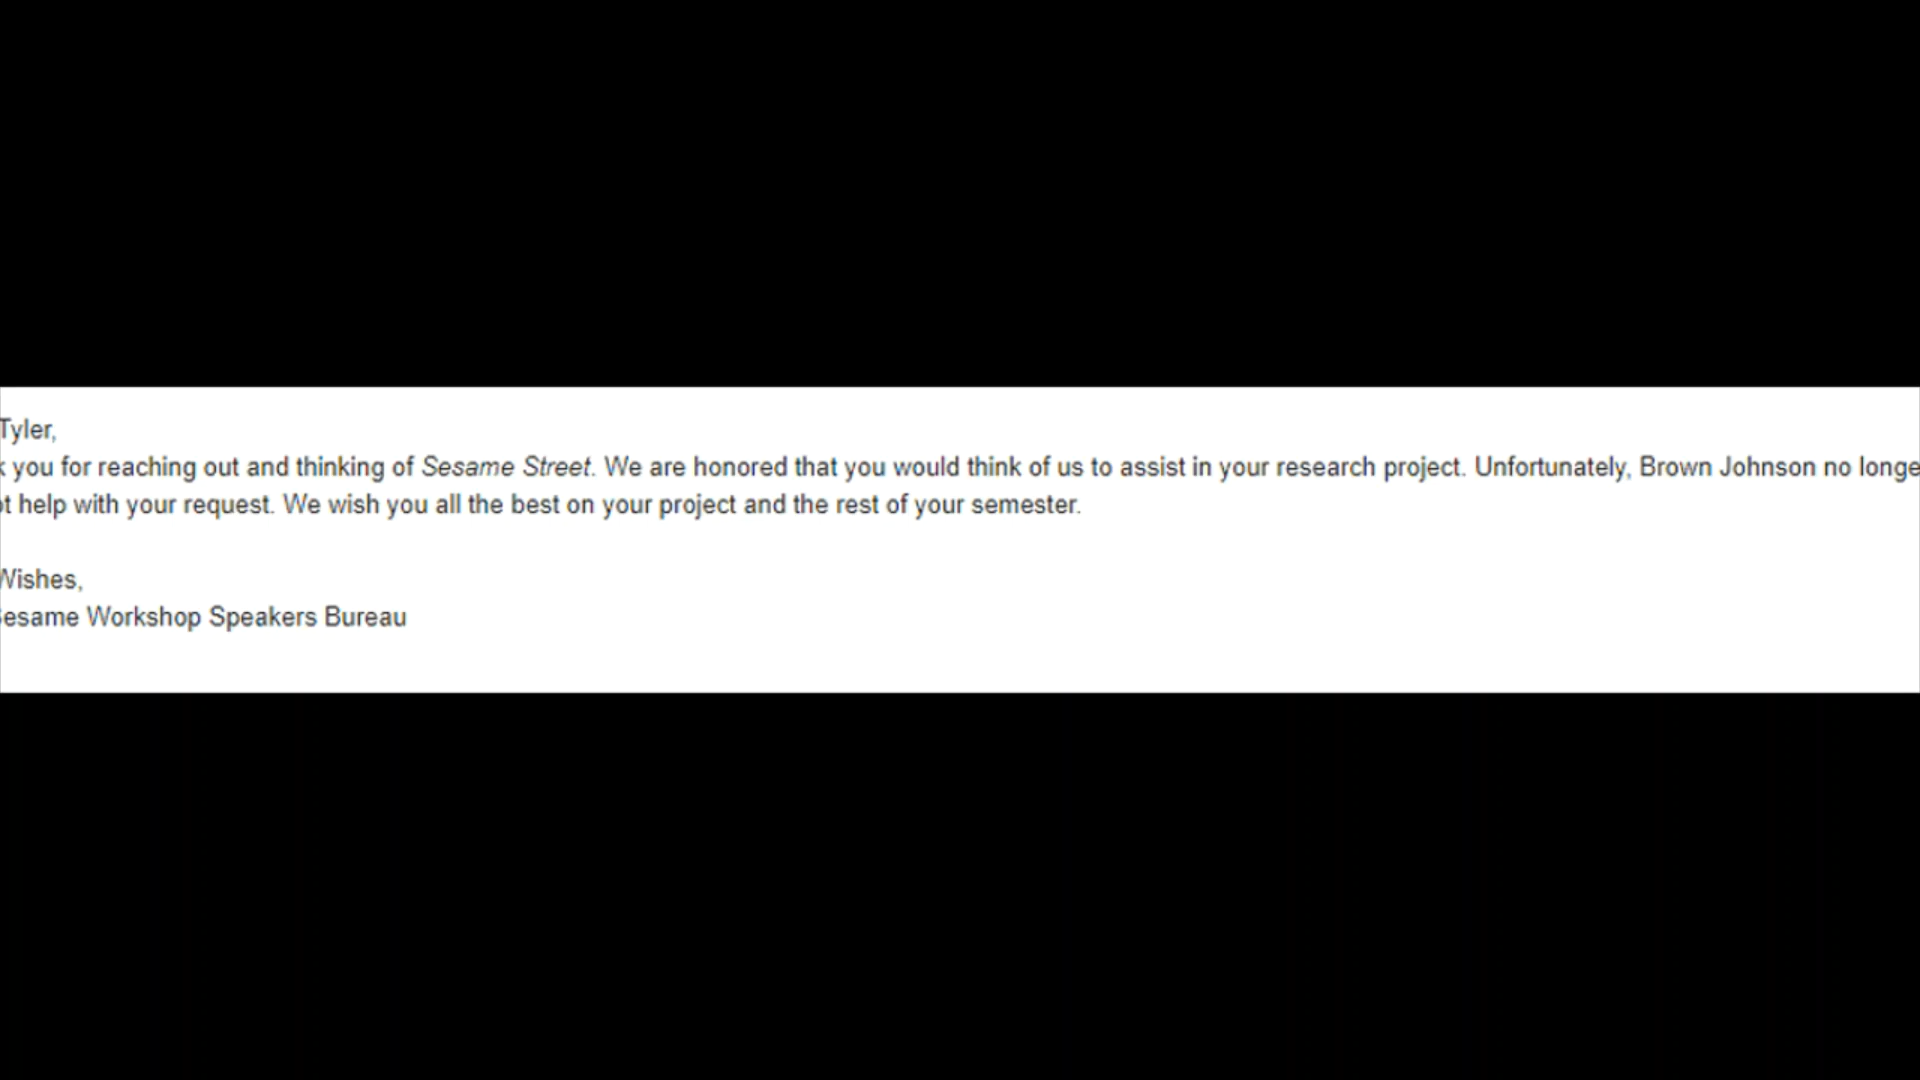 Tyler,
you for reaching out and thinking of Sesame Street. We are honored that you would think of us to assist in your research project. Unfortunately, Brown Johnson no longe
help with your request. We wish you all the best on your project and the rest of your semester.
Wishes,
Sesame Workshop Speakers Bureau